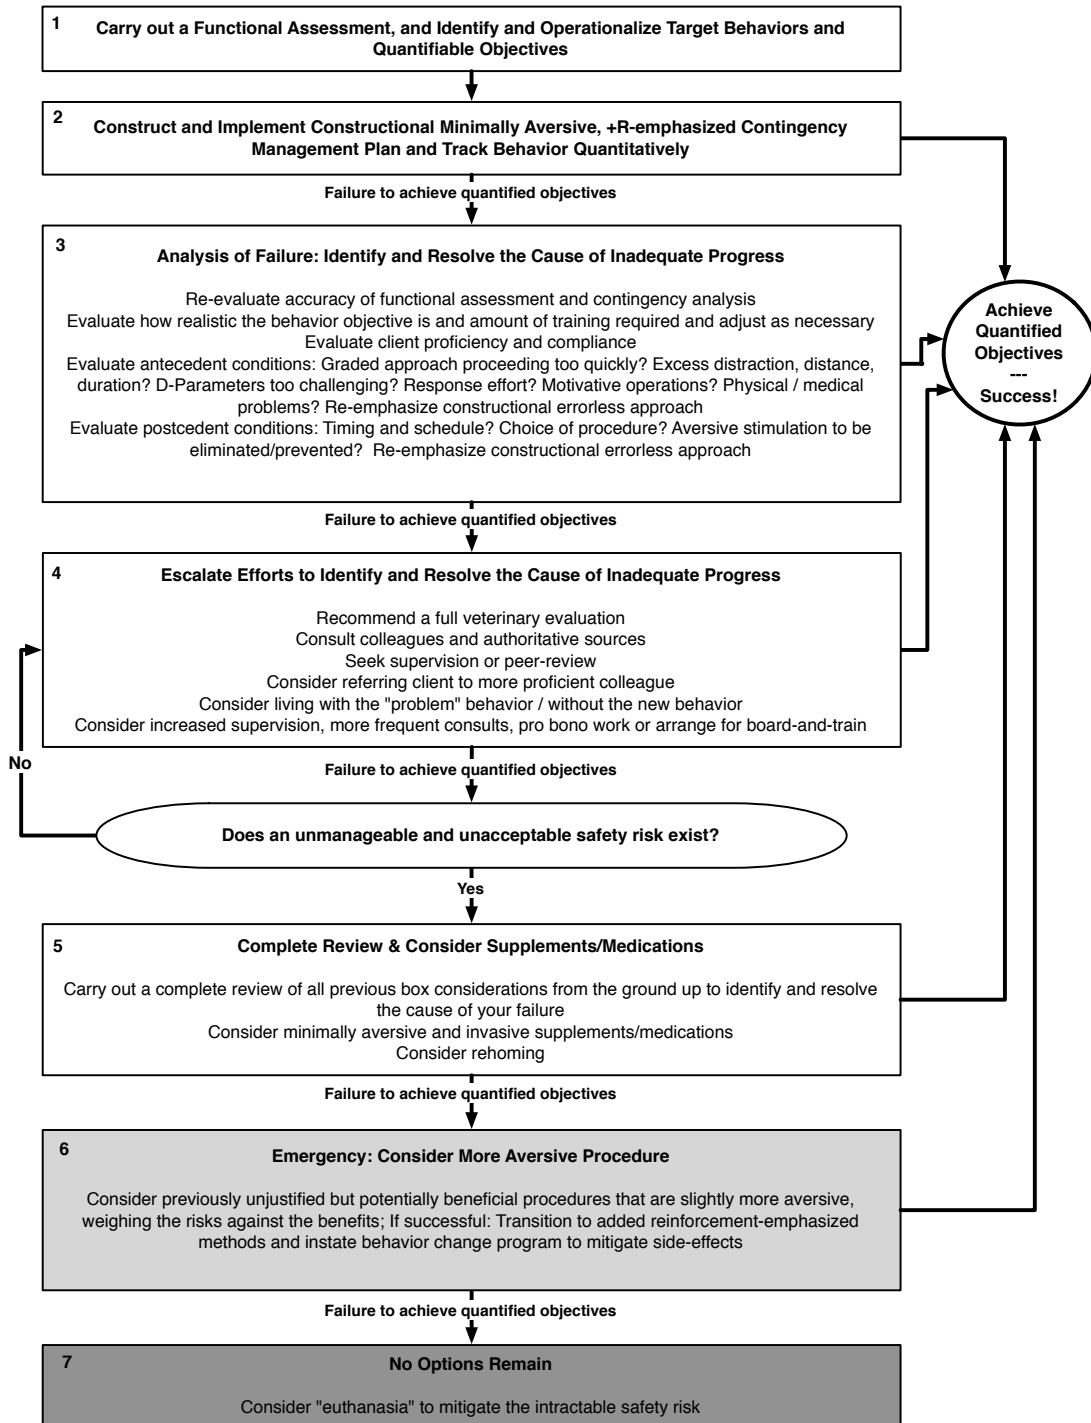 1
Carry out a Functional Assessment, and Identify and Operationalize Target Behaviors and
Quantifiable Objectives
2
Construct and Implement Constructional Minimally Aversive, +R-emphasized Contingency
Management Plan and Track Behavior Quantitatively
Failure to achieve quantified objectives
3
Analysis of Failure: Identify and Resolve the Cause of Inadequate Progress
Re-evaluate accuracy of functional assessment and contingency analysis
Evaluate how realistic the behavior objective is and amount of training required and adjust as necessary
Evaluate client proficiency and compliance
Evaluate antecedent conditions: Graded approach proceeding too quickly? Excess distraction, distance,
duration? D-Parameters too challenging? Response effort? Motivative operations? Physical / medical
problems? Re-emphasize constructional errorless approach
Evaluate postcedent conditions: Timing and schedule? Choice of procedure? Aversive stimulation to be
eliminated/prevented?  Re-emphasize constructional errorless approach
Achieve
Quantified
Objectives
---
Success!
Failure to achieve quantified objectives
4
Escalate Efforts to Identify and Resolve the Cause of Inadequate Progress
Recommend a full veterinary evaluation
Consult colleagues and authoritative sources
Seek supervision or peer-review
Consider referring client to more proficient colleague
Consider living with the "problem" behavior / without the new behavior
Consider increased supervision, more frequent consults, pro bono work or arrange for board-and-train
No
Failure to achieve quantified objectives
Does an unmanageable and unacceptable safety risk exist?
Yes
5
Complete Review & Consider Supplements/Medications
Carry out a complete review of all previous box considerations from the ground up to identify and resolve
the cause of your failure
Consider minimally aversive and invasive supplements/medications
Consider rehoming
Failure to achieve quantified objectives
6
Emergency: Consider More Aversive Procedure
Consider previously unjustified but potentially beneficial procedures that are slightly more aversive,
weighing the risks against the benefits; If successful: Transition to added reinforcement-emphasized
methods and instate behavior change program to mitigate side-effects
Failure to achieve quantified objectives
7
No Options Remain
Consider "euthanasia" to mitigate the intractable safety risk